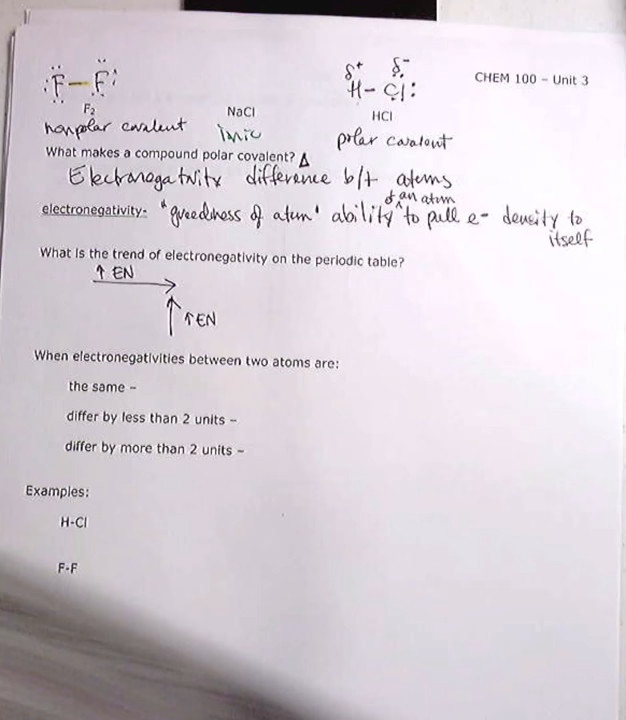 :F̈ – F̈:
δ+ δ-
H – Cl:
CHEM 100 – Unit 3
F₂
NaCl
HCl
nonpolar covalent
ionic
polar covalent
What makes a compound polar covalent? Δ
Electronegativity difference b/t atoms
of an atom
electronegativity- "greediness of atom" ability ^ to pull e- density to
itself
What is the trend of electronegativity on the periodic table?
↑ EN
↑ EN
When electronegativities between two atoms are:
the same –
differ by less than 2 units –
differ by more than 2 units –
Examples:
H-Cl
F-F